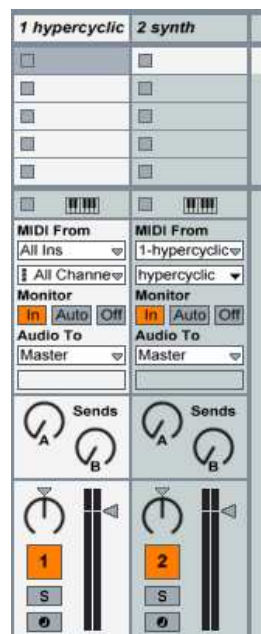 1 hypercyclic 2 synth
MIDI From MIDI From
All Ins 1-hypercyclic
All Channe hypercyclic
Monitor Monitor
In Auto Off In Auto Off
Audio To Audio To
Master Master
Sends Sends
A B A B
1 2
S S